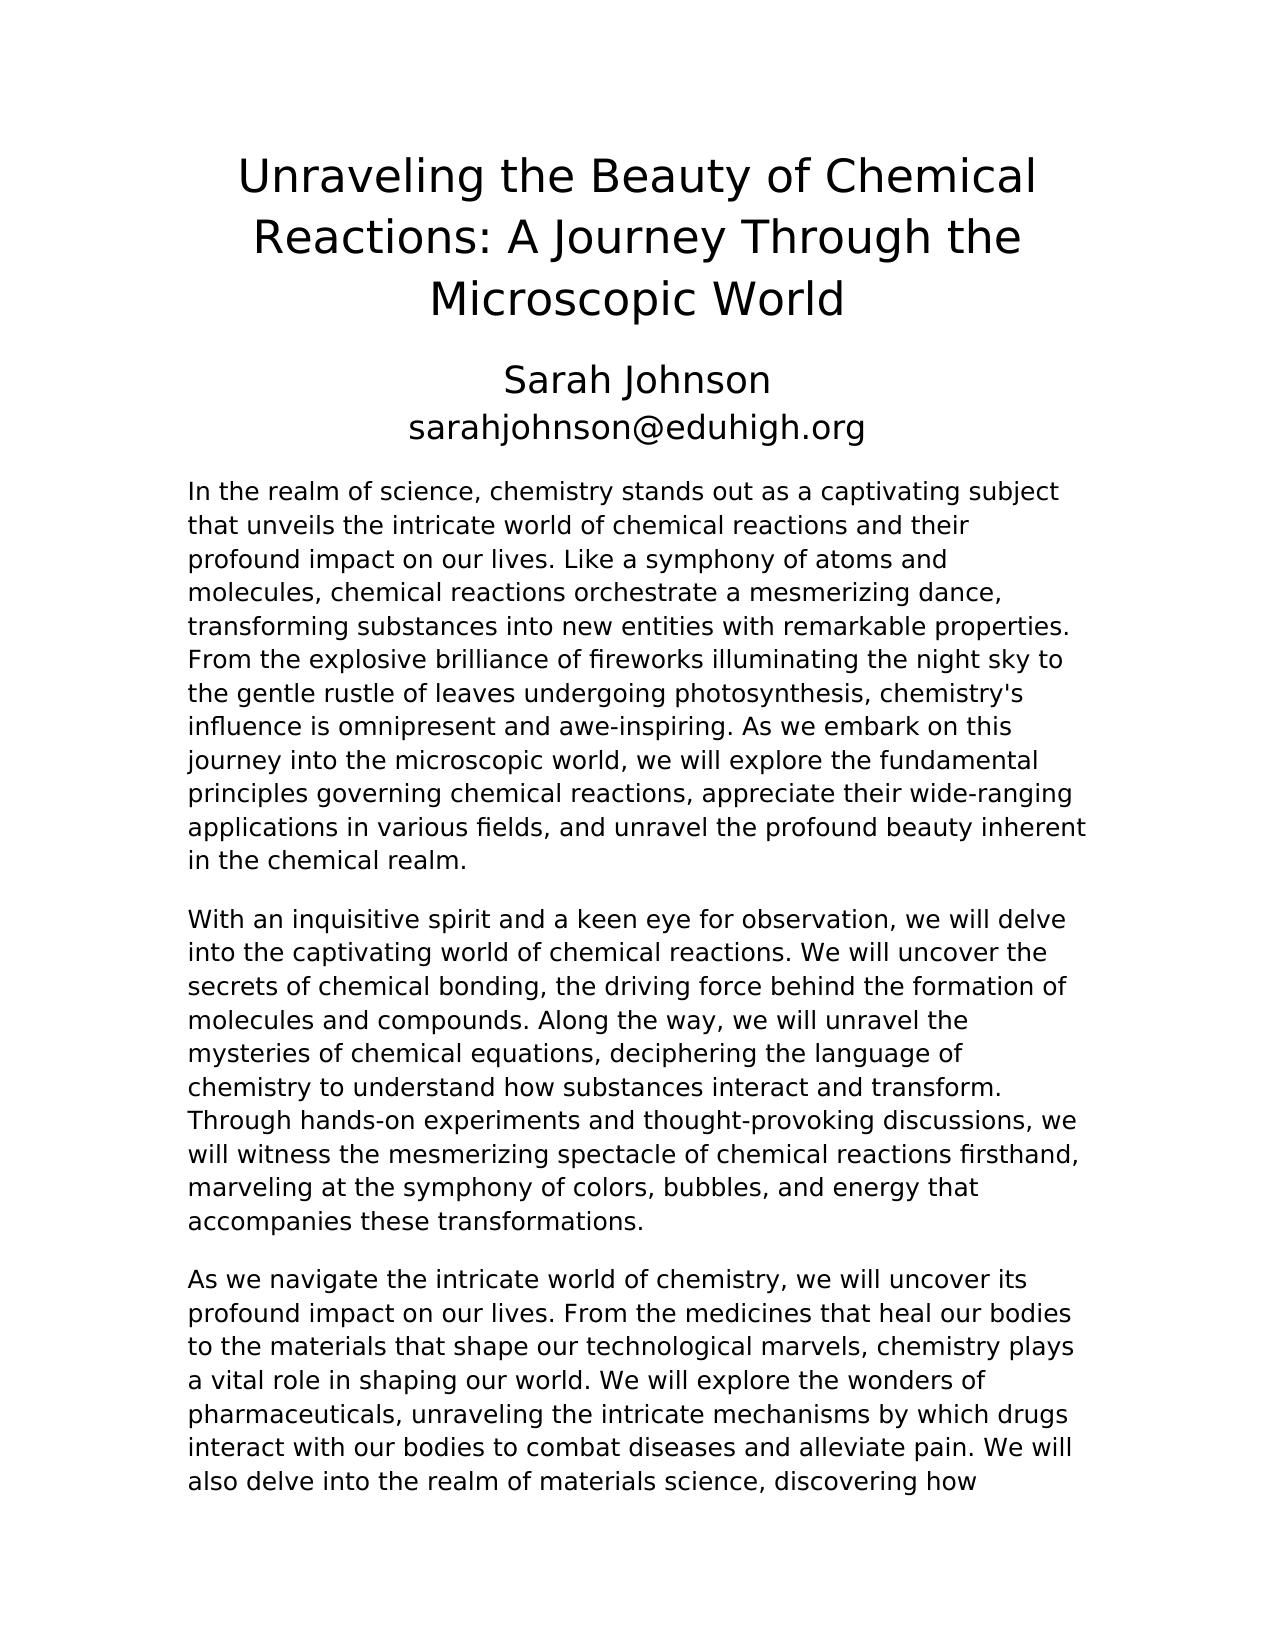 Unraveling the Beauty of Chemical
Reactions: A Journey Through the
Microscopic World
Sarah Johnson
sarahjohnson@eduhigh.org
In the realm of science, chemistry stands out as a captivating subject
that unveils the intricate world of chemical reactions and their
profound impact on our lives. Like a symphony of atoms and
molecules, chemical reactions orchestrate a mesmerizing dance,
transforming substances into new entities with remarkable properties.
From the explosive brilliance of fireworks illuminating the night sky to
the gentle rustle of leaves undergoing photosynthesis, chemistry's
influence is omnipresent and awe-inspiring. As we embark on this
journey into the microscopic world, we will explore the fundamental
principles governing chemical reactions, appreciate their wide-ranging
applications in various fields, and unravel the profound beauty inherent
in the chemical realm.
With an inquisitive spirit and a keen eye for observation, we will delve
into the captivating world of chemical reactions. We will uncover the
secrets of chemical bonding, the driving force behind the formation of
molecules and compounds. Along the way, we will unravel the
mysteries of chemical equations, deciphering the language of
chemistry to understand how substances interact and transform.
Through hands-on experiments and thought-provoking discussions, we
will witness the mesmerizing spectacle of chemical reactions firsthand,
marveling at the symphony of colors, bubbles, and energy that
accompanies these transformations.
As we navigate the intricate world of chemistry, we will uncover its
profound impact on our lives. From the medicines that heal our bodies
to the materials that shape our technological marvels, chemistry plays
a vital role in shaping our world. We will explore the wonders of
pharmaceuticals, unraveling the intricate mechanisms by which drugs
interact with our bodies to combat diseases and alleviate pain. We will
also delve into the realm of materials science, discovering how